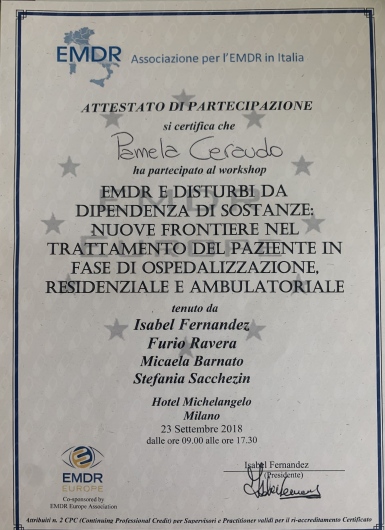 EMDR Associazione per l'EMDR in Italia
ATTESTATO DI PARTECIPAZIONE
si certifica che
Pamela Ceraudo
ha partecipato al workshop
EMDR E DISTURBI DA
DIPENDENZA DI SOSTANZE:
NUOVE FRONTIERE NEL
TRATTAMENTO DEL PAZIENTE IN
FASE DI OSPEDALIZZAZIONE,
RESIDENZIALE E AMBULATORIALE
EMDR
EUROPE
tenuto da
Isabel Fernandez
Furio Ravera
Micaela Barnato
Stefania Sacchezin
Hotel Michelangelo
Milano
23 Settembre 2018
dalle ore 09.00 alle ore 17.30
EMDR
EUROPE
Co-sponsored by
EMDR Europe Association
Isabel Fernandez
(Presidente)
Attribuiti n. 2 CPC (Continuing Professional Credit) per Supervisori e Practitioner validi per il ri-accreditamento Certificato